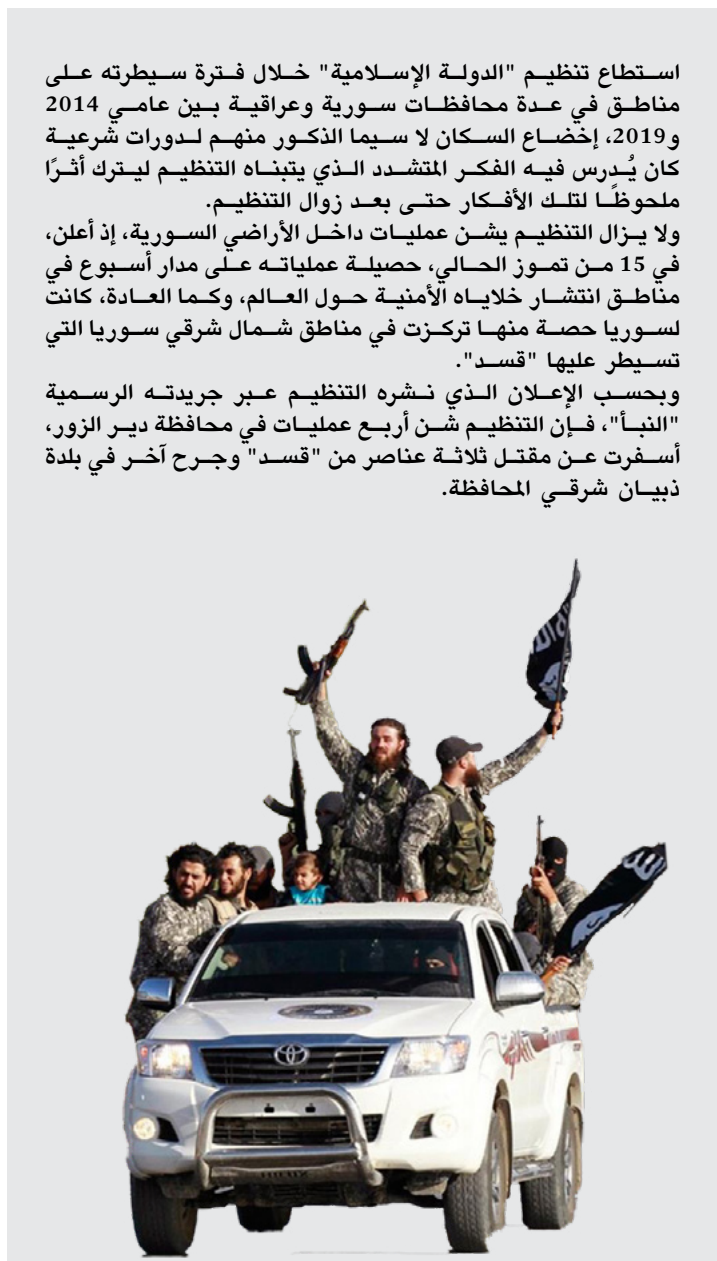 استطاع تنظيم "الدولة الإسلامية" خلال فترة سيطرته على
مناطق في عدة محافظات سورية وعراقية بين عامي 2014
و2019، إخضاع السكان لا سيما الذكور منهم لدورات شرعية
كان يُدرس فيه الفكر المتشدد الذي يتبناه التنظيم ليترك أثرًا
ملحوظًا لتلك الأفكار حتى بعد زوال التنظيم.
ولا يزال التنظيم يشن عمليات داخل الأراضي السورية، إذ أعلن،
في 15 من تموز الحالي، حصيلة عملياته على مدار أسبوع في
مناطق انتشار خلاياه الأمنية حول العالم، وكما العادة، كانت
لسوريا حصة منها تركزت في مناطق شمال شرقي سوريا التي
تسيطر عليها "قسد".
وبحسب الإعلان الذي نشره التنظيم عبر جريدته الرسمية
"النبأ"، فإن التنظيم شن أربع عمليات في محافظة دير الزور،
أسفرت عن مقتل ثلاثة عناصر من "قسد" وجرح آخر في بلدة
ذبيان شرقي المحافظة.
HILUX